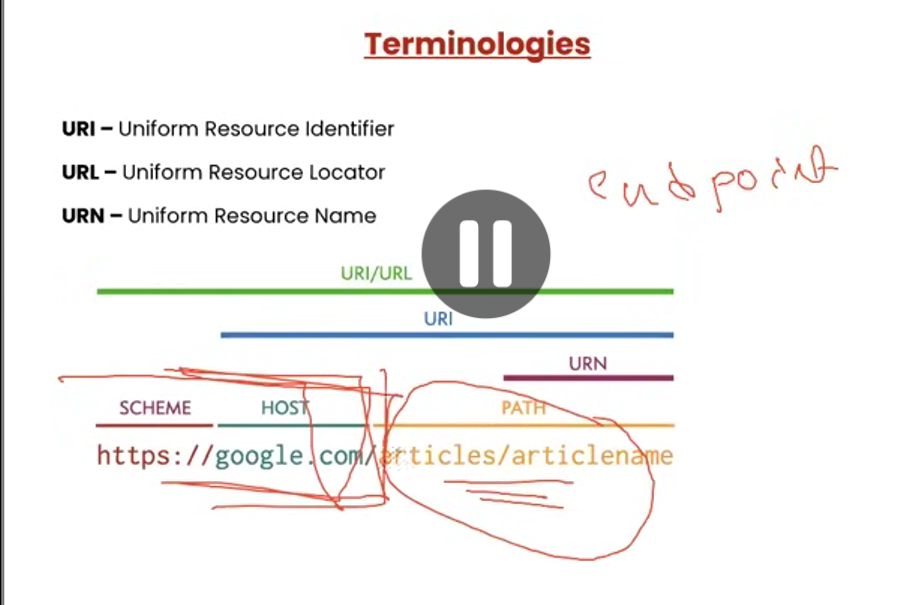 Terminologies
URI – Uniform Resource Identifier
URL – Uniform Resource Locator
URN – Uniform Resource Name
endpoint
URI/URL
URI
URN
SCHEME HOST PATH
https://google.com/articles/articlename